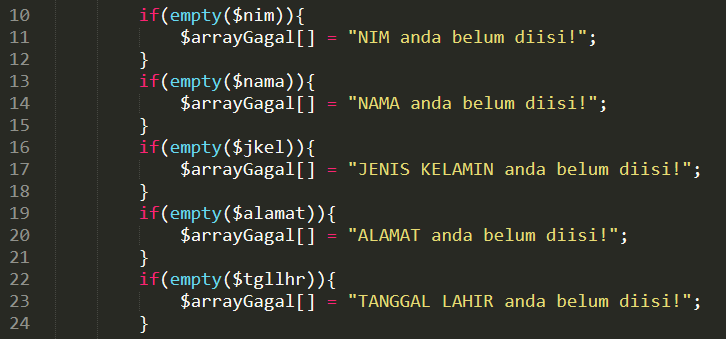 10 if(empty($nim)){
11 $arrayGagal[] = "NIM anda belum diisi!";
12 }
13 if(empty($nama)){
14 $arrayGagal[] = "NAMA anda belum diisi!";
15 }
16 if(empty($jkel)){
17 $arrayGagal[] = "JENIS KELAMIN anda belum diisi!";
18 }
19 if(empty($alamat)){
20 $arrayGagal[] = "ALAMAT anda belum diisi!";
21 }
22 if(empty($tgllhr)){
23 $arrayGagal[] = "TANGGAL LAHIR anda belum diisi!";
24 }